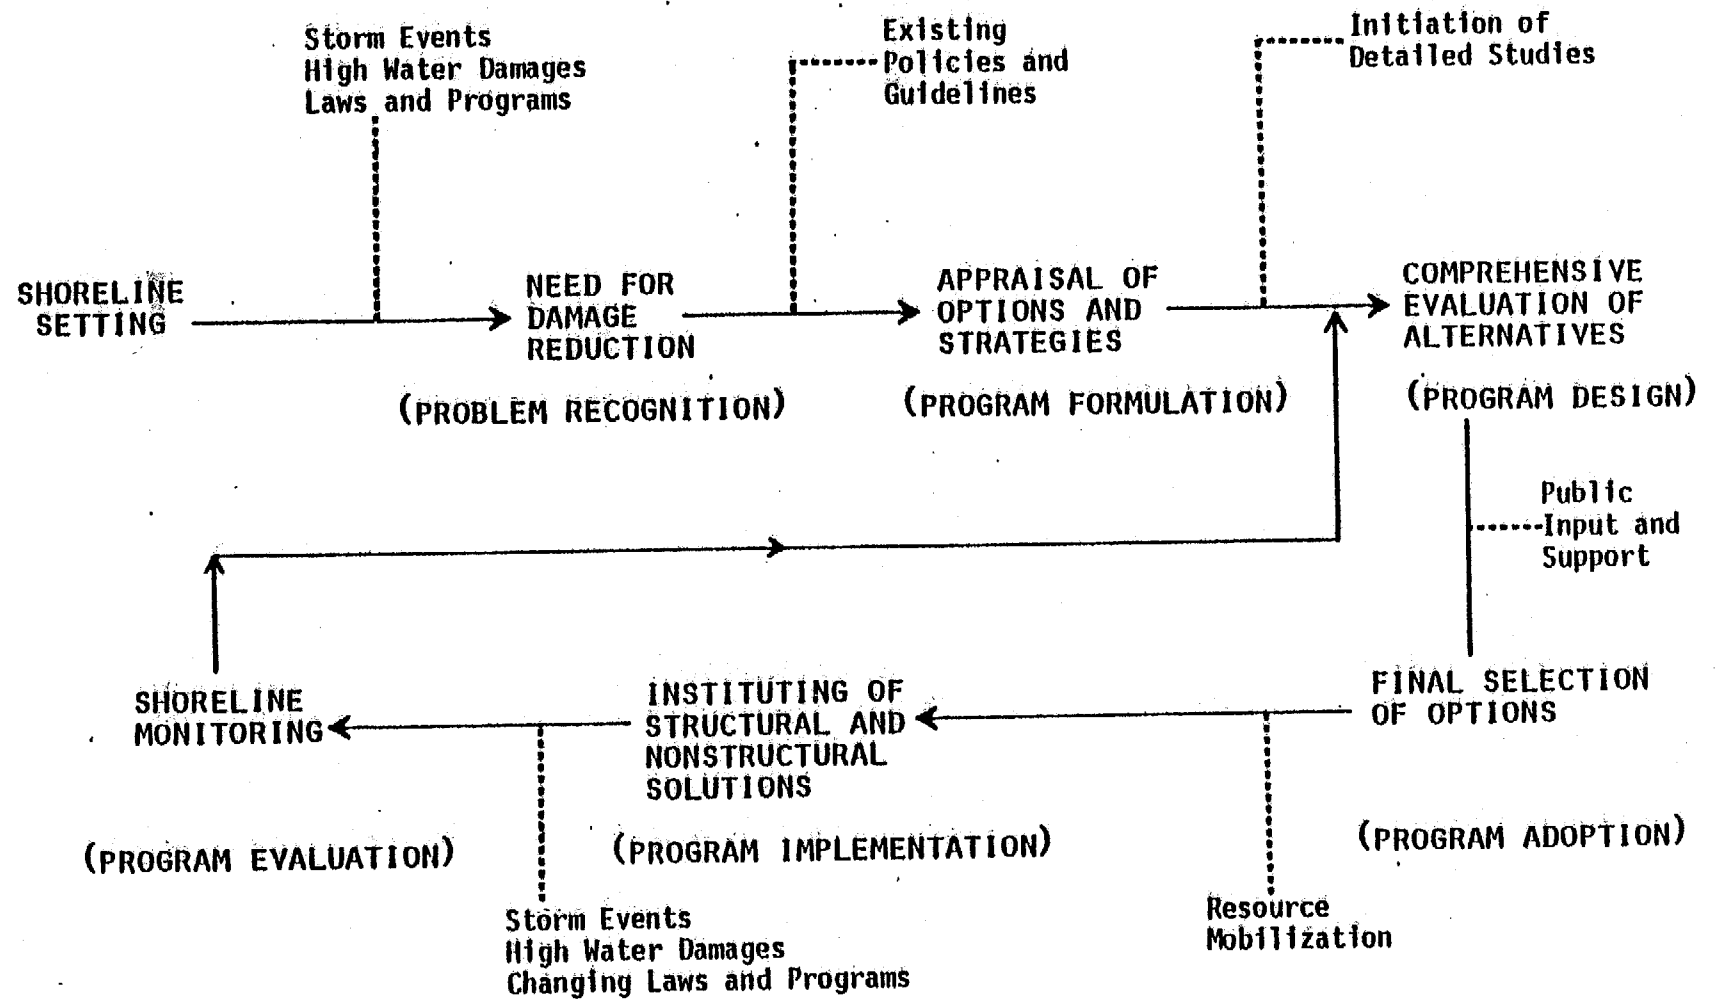 Storm Events
High Water Damages
Laws and Programs
Existing
Policies and
Guidelines
Initiation of
Detailed Studies
SHORELINE
SETTING
NEED FOR
DAMAGE
REDUCTION
(PROBLEM RECOGNITION)
APPRAISAL OF
OPTIONS AND
STRATEGIES
(PROGRAM FORMULATION)
COMPREHENSIVE
EVALUATION OF
ALTERNATIVES
(PROGRAM DESIGN)
Public
Input and
Support
FINAL SELECTION
OF OPTIONS
(PROGRAM ADOPTION)
Resource
Mobilization
INSTITUTING OF
STRUCTURAL AND
NONSTRUCTURAL
SOLUTIONS
(PROGRAM IMPLEMENTATION)
Storm Events
High Water Damages
Changing Laws and Programs
SHORELINE
MONITORING
(PROGRAM EVALUATION)